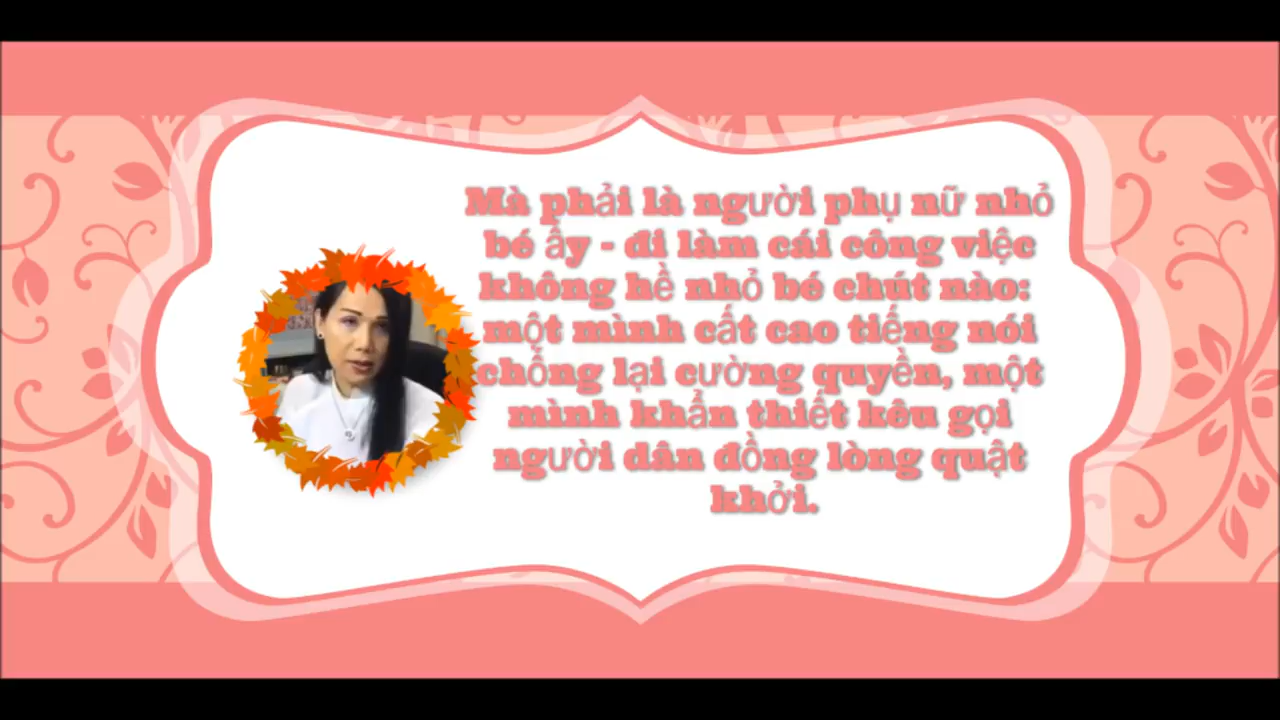 Mà phải là người phụ nữ nhỏ
bé ấy - đi làm cái công việc
không hề nhỏ bé chút nào:
một mình cất cao tiếng nói
chống lại cường quyền, một
mình khẩn thiết kêu gọi
người dân đồng lòng quật
khởi.